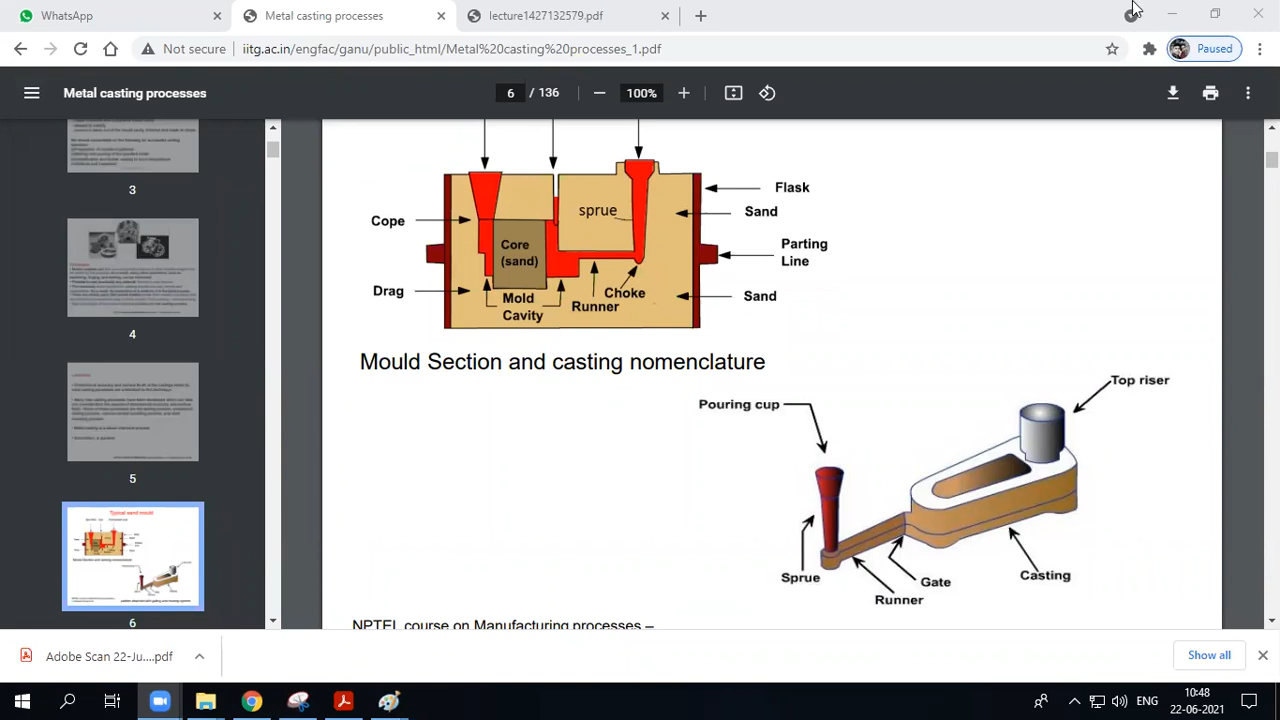 WhatsApp
Metal casting processes
lecture1427132579.pdf
Not secure
iitg.ac.in/engfac/ganu/public_html/Metal%20casting%20processes_1.pdf
Paused
Metal casting processes
6 / 136
100%
3
4
5
Typical sand mould
6
Flask
Cope
sprue
Sand
Core
(sand)
Parting
Line
Drag
Mold
Cavity
Runner
Choke
Sand
Mould Section and casting nomenclature
Top riser
Pouring cup
Sprue
Gate
Runner
Casting
NPTEL course on Manufacturing processes –
Adobe Scan 22-Ju....pdf
Show all
ENG
10:48
22-06-2021